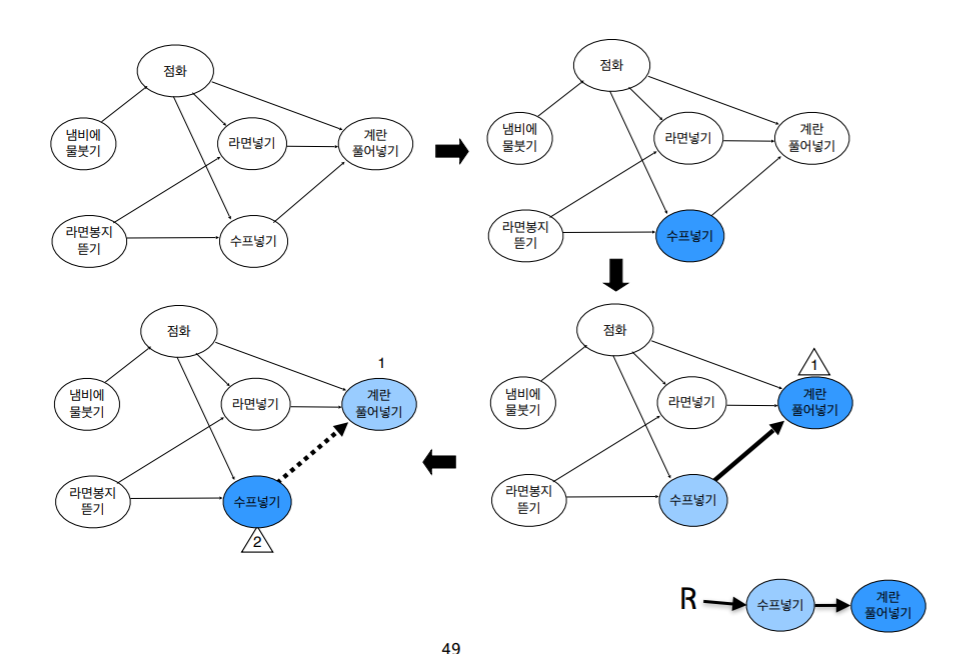 점화
냄비에
물붓기
라면넣기
계란
풀어넣기
라면봉지
뜯기
수프넣기
점화
냄비에
물붓기
라면넣기
계란
풀어넣기
라면봉지
뜯기
수프넣기
점화
1
냄비에
물붓기
라면넣기
계란
풀어넣기
라면봉지
뜯기
수프넣기
2
점화
1
냄비에
물붓기
라면넣기
계란
풀어넣기
라면봉지
뜯기
수프넣기
R
수프넣기
계란
풀어넣기
49